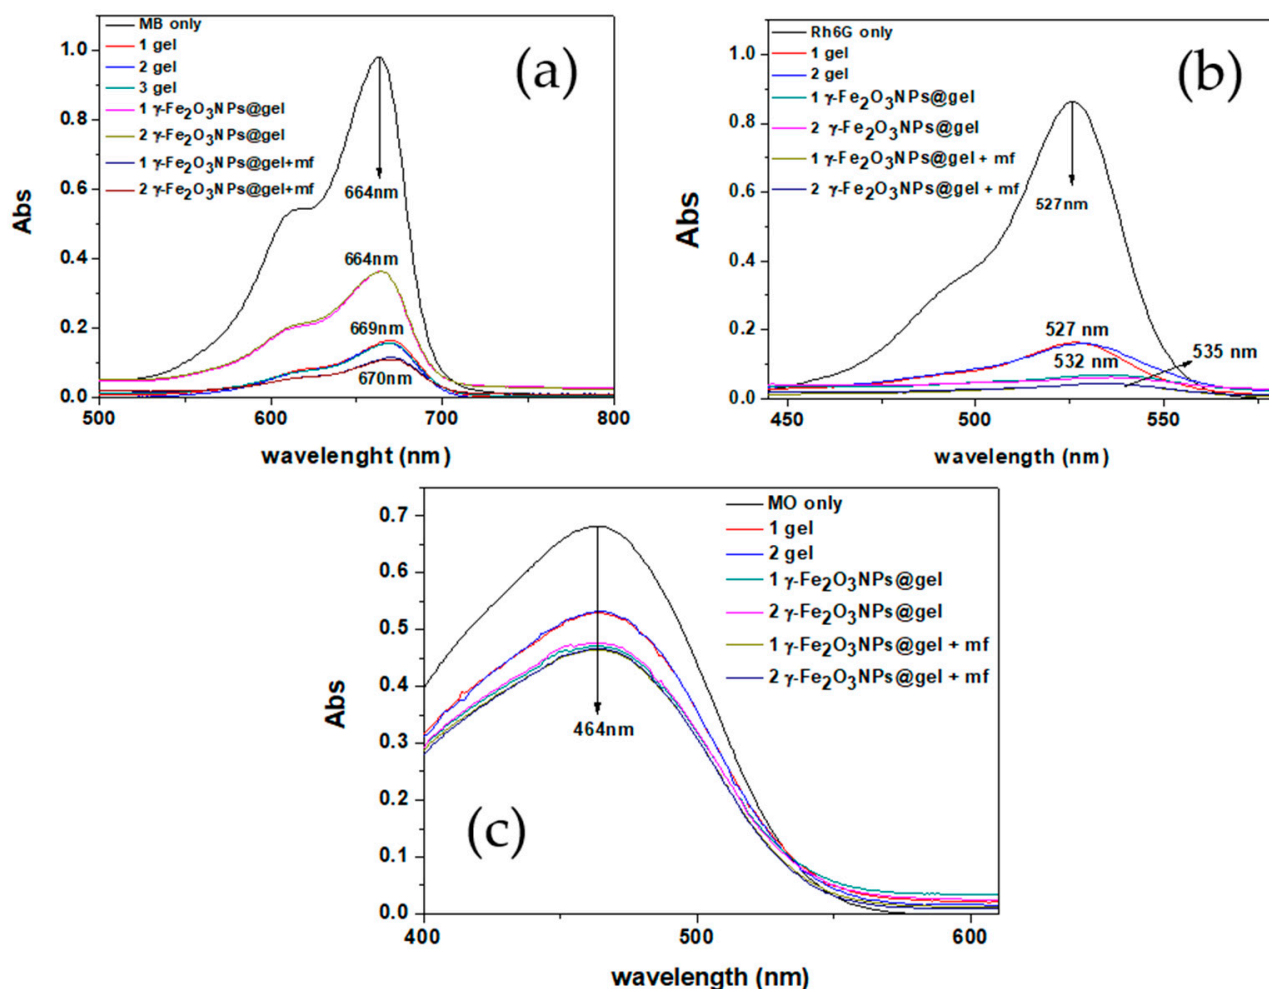 MB only
1 gel
2 gel
3 gel
1 γ-Fe2O3NPs@gel
2 γ-Fe2O3NPs@gel
1 γ-Fe2O3NPs@gel+mf
2 γ-Fe2O3NPs@gel+mf
(a)
664nm
664nm
669nm
670nm
1.0
0.8
0.6
0.4
0.2
0.0
Abs
500
600
700
800
wavelenght (nm)
Rh6G only
1 gel
2 gel
1 γ-Fe2O3NPs@gel
2 γ-Fe2O3NPs@gel
1 γ-Fe2O3NPs@gel + mf
2 γ-Fe2O3NPs@gel + mf
(b)
527nm
527 nm
532 nm
535 nm
1.0
0.8
0.6
0.4
0.2
0.0
Abs
450
500
550
wavelength (nm)
MO only
1 gel
2 gel
1 γ-Fe2O3NPs@gel
2 γ-Fe2O3NPs@gel
1 γ-Fe2O3NPs@gel + mf
2 γ-Fe2O3NPs@gel + mf
464nm
(c)
0.7
0.6
0.5
0.4
0.3
0.2
0.1
0.0
Abs
400
500
600
wavelength (nm)